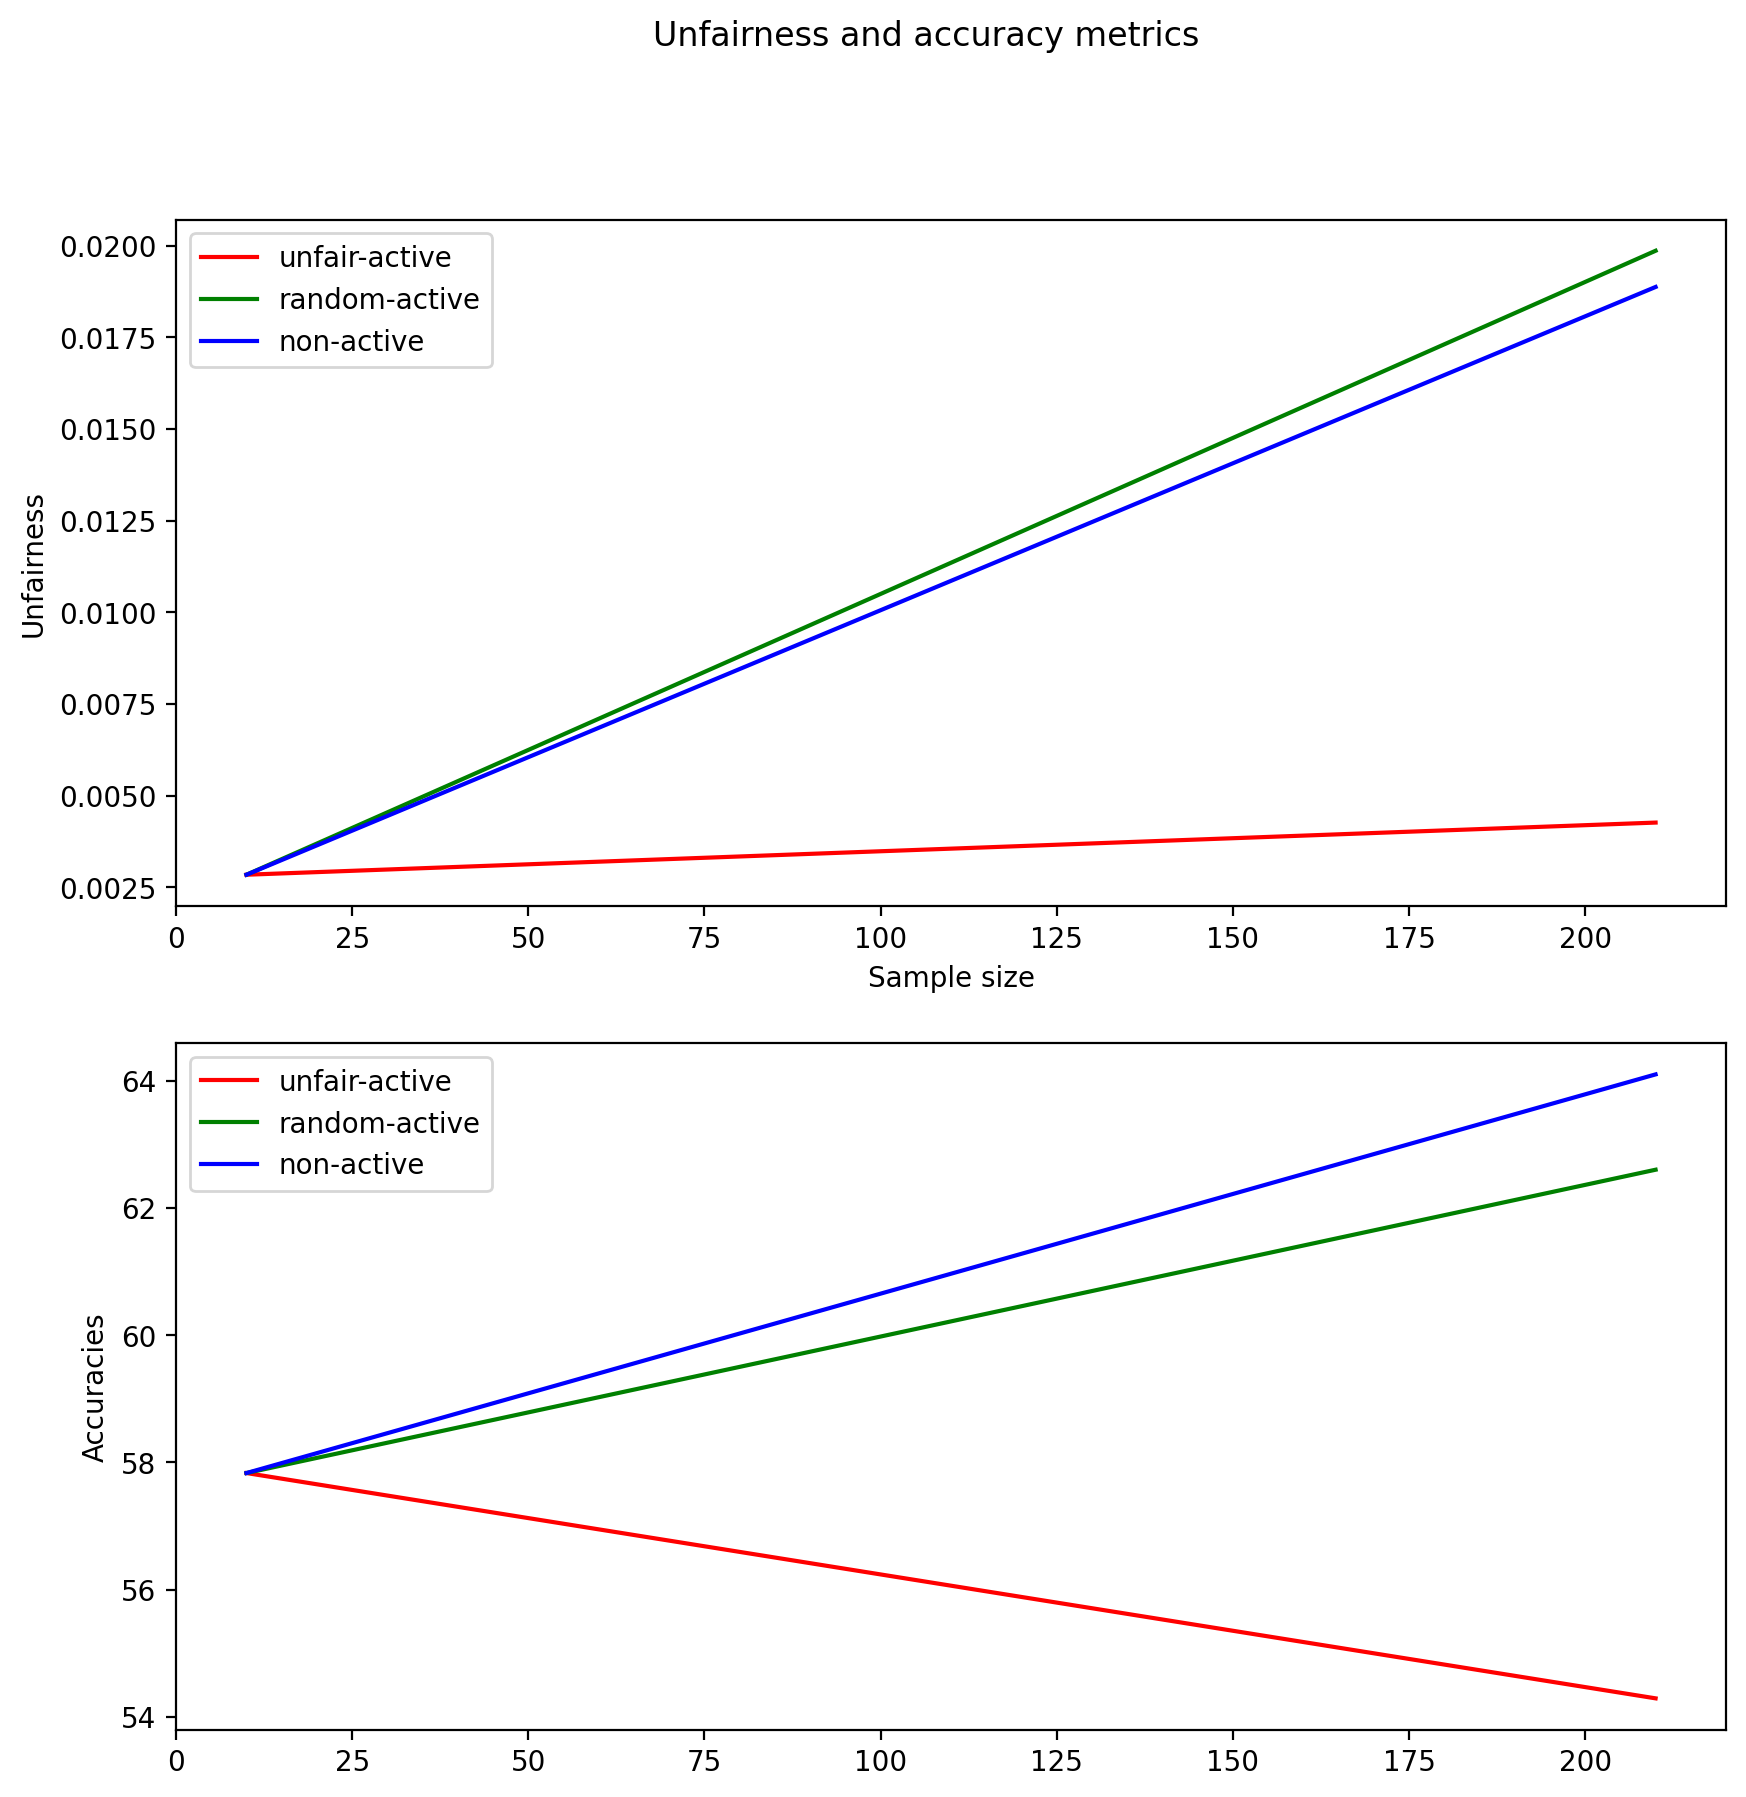 Unfairness and accuracy metrics
unfair-active
random-active
non-active
0.0200
0.0175
0.0150
0.0125
0.0100
0.0075
0.0050
0.0025
Unfairness
0 25 50 75 100 125 150 175 200
Sample size
unfair-active
random-active
non-active
64
62
60
58
56
54
Accuracies
0 25 50 75 100 125 150 175 200